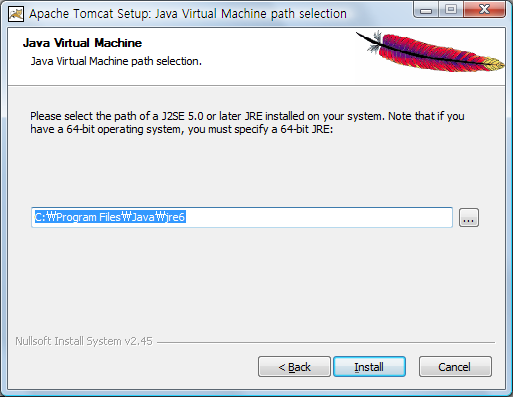 Apache Tomcat Setup: Java Virtual Machine path selection
Java Virtual Machine
Java Virtual Machine path selection.
Please select the path of a J2SE 5.0 or later JRE installed on your system. Note that if you
have a 64-bit operating system, you must specify a 64-bit JRE:
C:₩Program Files₩Java₩jre6
...
Nullsoft Install System v2.45
< Back
Install
Cancel